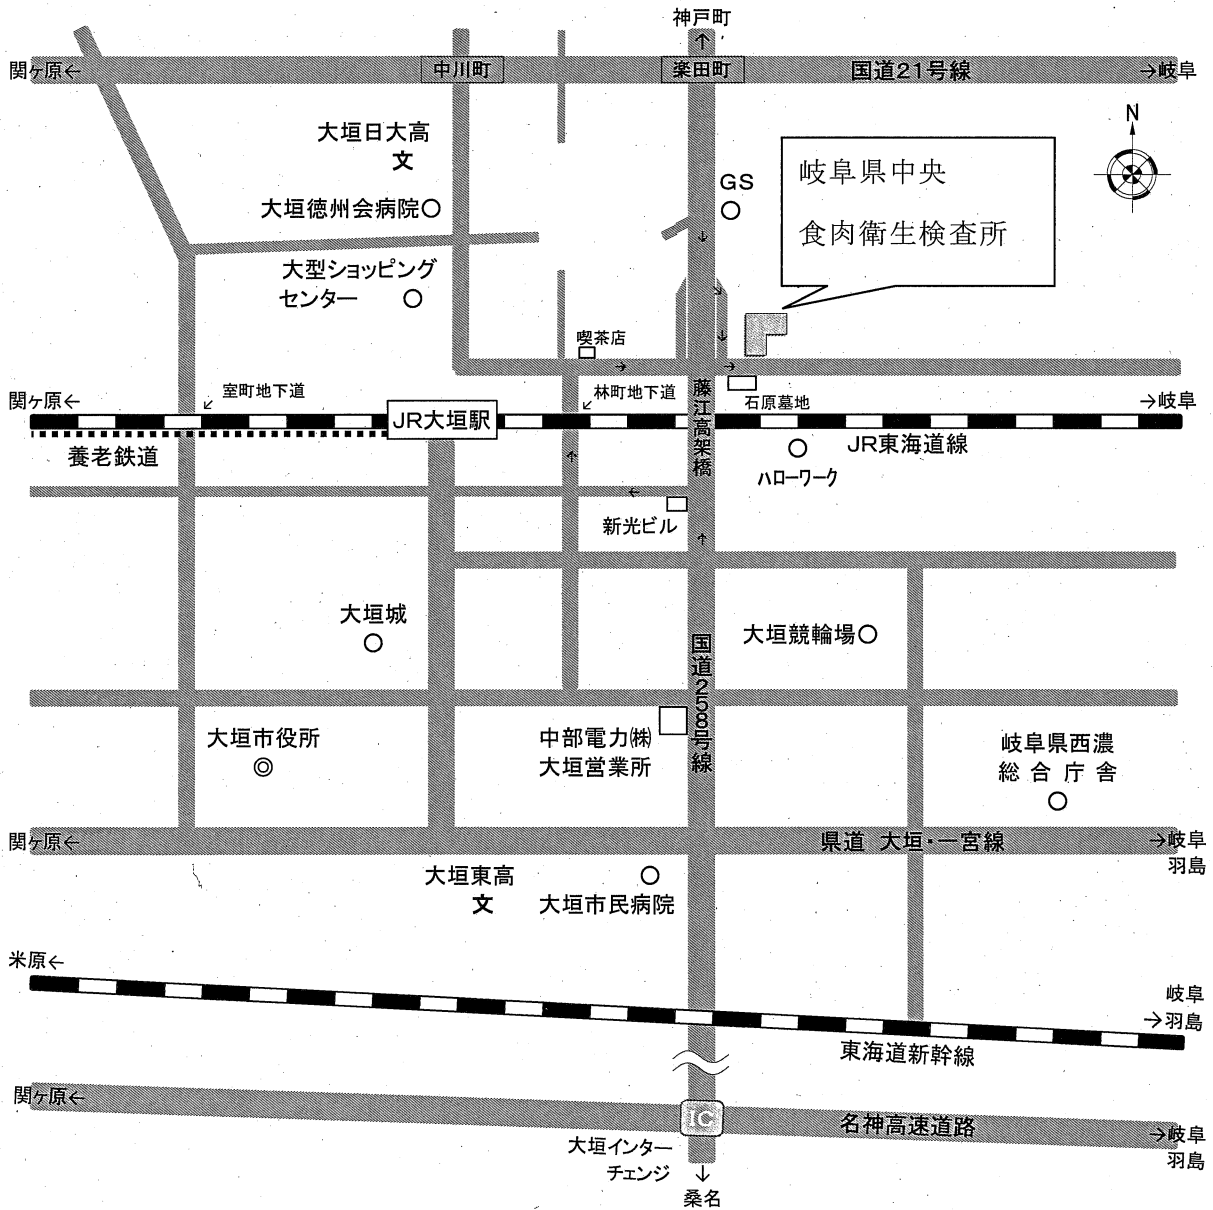 神戸町
↑
関ヶ原←
中川町
楽田町
国道21号線
→岐阜
N
大垣日大高
文
大垣徳州会病院○
GS
岐阜県中央
食肉衛生検査所
大型ショッピング
センター ○
喫茶店
室町地下道
林町地下道
石原墓地
関ヶ原←
JR大垣駅
藤江高架橋
→岐阜
養老鉄道
JR東海道線
ハローワーク
新光ビル
大垣城
大垣競輪場○
国道258号線
大垣市役所
◎
中部電力㈱
大垣営業所
岐阜県西濃
総合庁舎
関ヶ原←
県道 大垣・一宮線
→岐阜
羽島
大垣東高
文
大垣市民病院
米原←
岐阜
→羽島
東海道新幹線
関ヶ原←
IC
名神高速道路
→岐阜
羽島
大垣インター
チェンジ
↓
桑名